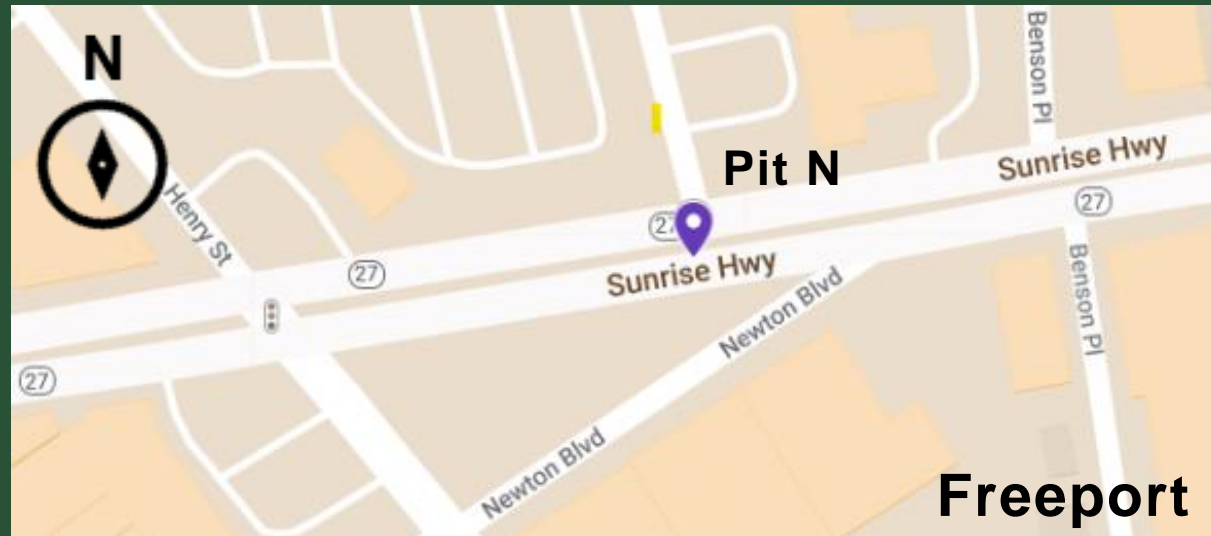 N
Benson Pl
Henry St
Pit N
Sunrise Hwy
27
27
27
Sunrise Hwy
27
Newton Blvd
Benson Pl
Newton Blvd
Freeport